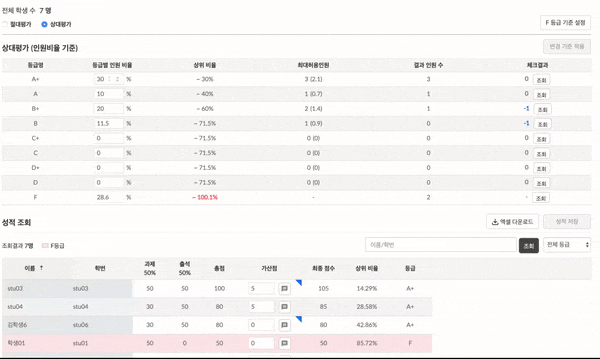 전체 학생 수 7 명
절대평가 상대평가
F 등급 기준 설정
상대평가 (인원비율 기준)
변경 기준 적용
등급명 등급별 인원 비율 상위 비율 최대허용인원 결과 인원 수 체크결과
A+ 30 % ~ 30% 3 (2.1) 3 0 조회
A 10 % ~ 40% 1 (0.7) 1 0 조회
B+ 20 % ~ 60% 2 (1.4) 1 -1 조회
B 11.5 % ~ 71.5% 1 (0.9) 0 -1 조회
C+ 0 % ~ 71.5% 0 (0) 0 0 조회
C 0 % ~ 71.5% 0 (0) 0 0 조회
D+ 0 % ~ 71.5% 0 (0) 0 0 조회
D 0 % ~ 71.5% 0 (0) 0 0 조회
F 28.6 % ~ 100.1% - 2 - 조회
성적 조회
엑셀 다운로드 성적 저장
조회결과 7명 F등급
이름/학번 조회 전체 등급
이름 ↑ 학번 과제 50% 출석 50% 총점 가산점 최종 점수 상위 비율 등급
stu03 stu03 50 50 100 5 105 14.29% A+
stu04 stu04 30 50 80 5 85 28.58% A+
김학생6 stu06 30 50 80 0 80 42.86% A+
학생01 stu01 50 0 50 0 50 85.72% F